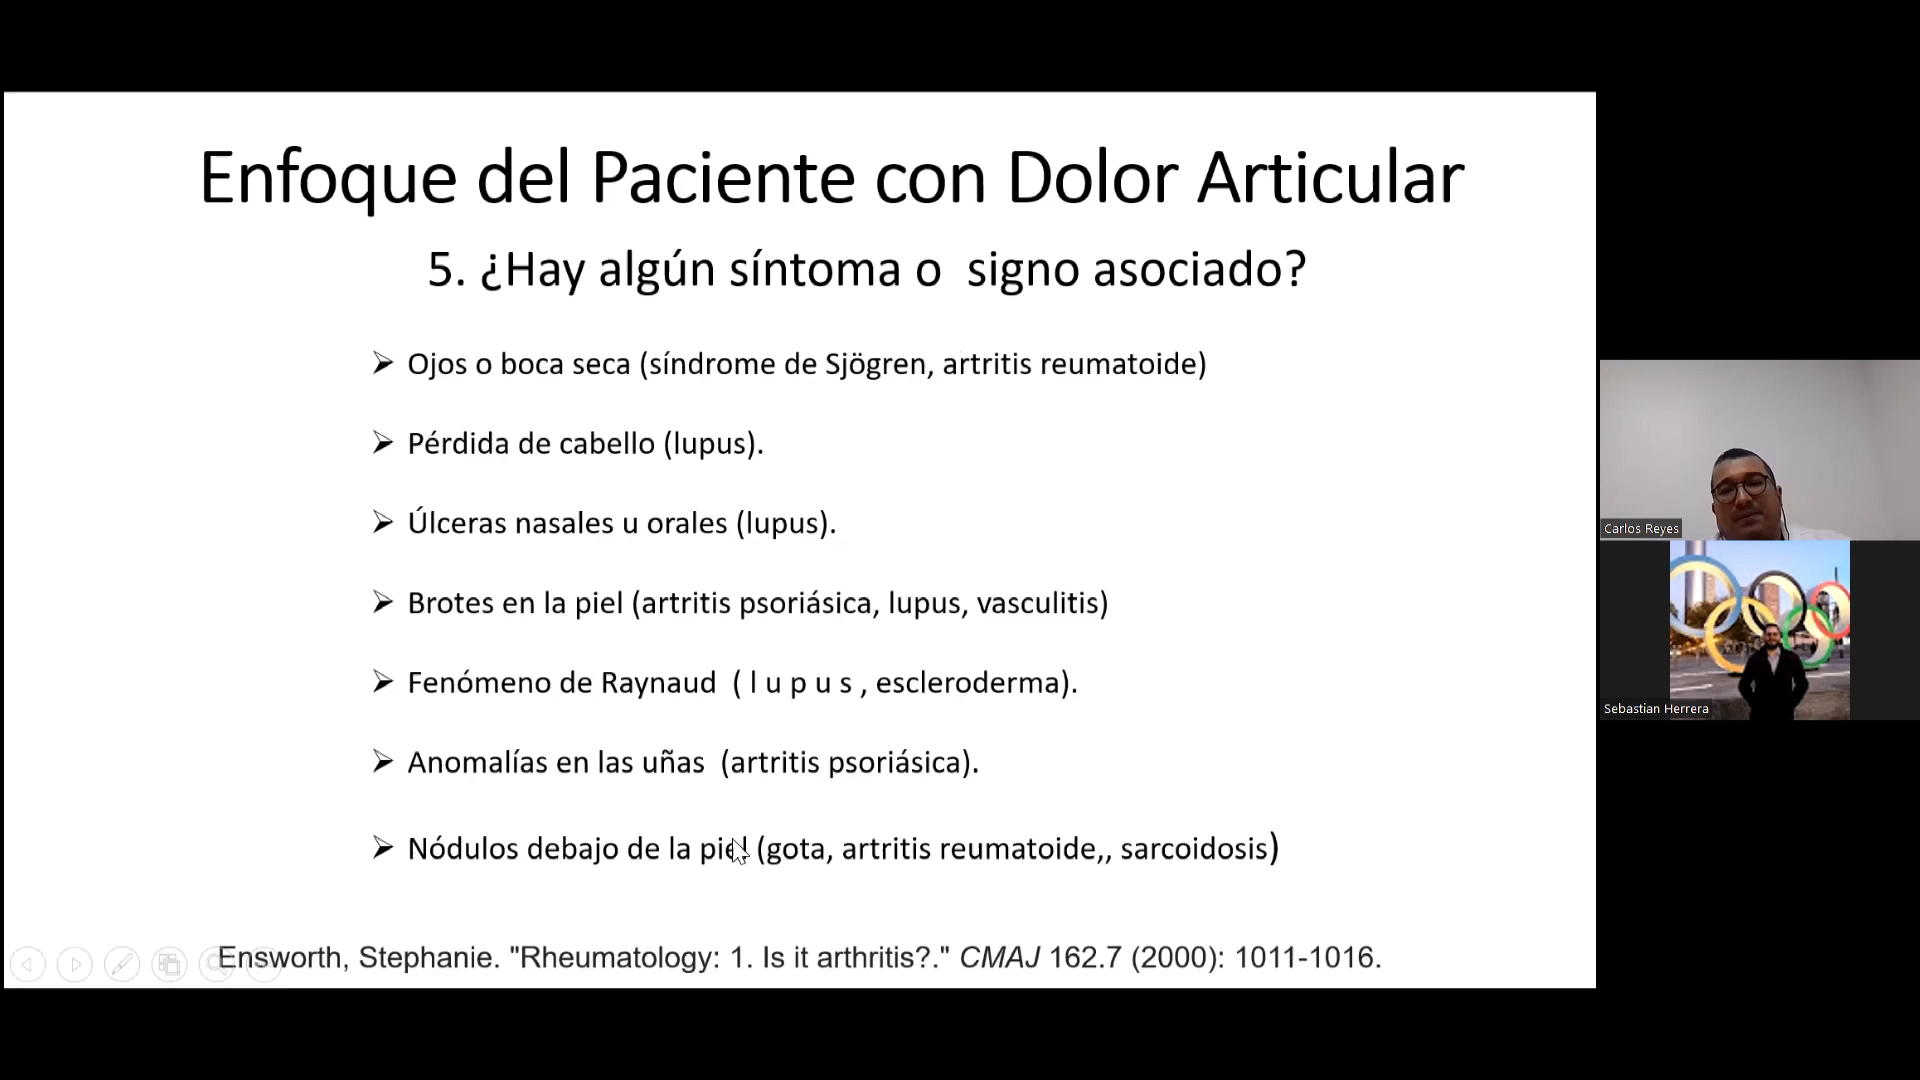 Enfoque del Paciente con Dolor Articular
5. ¿Hay algún síntoma o  signo asociado?
Ojos o boca seca (síndrome de Sjögren, artritis reumatoide)
Pérdida de cabello (lupus).
Úlceras nasales u orales (lupus).
Brotes en la piel (artritis psoriásica, lupus, vasculitis)
Fenómeno de Raynaud  ( l u p u s , escleroderma).
Anomalías en las uñas  (artritis psoriásica).
Nódulos debajo de la piel (gota, artritis reumatoide,, sarcoidosis)
Ensworth, Stephanie. "Rheumatology: 1. Is it arthritis?." CMAJ 162.7 (2000): 1011-1016.
Carlos Reyes
Sebastian Herrera